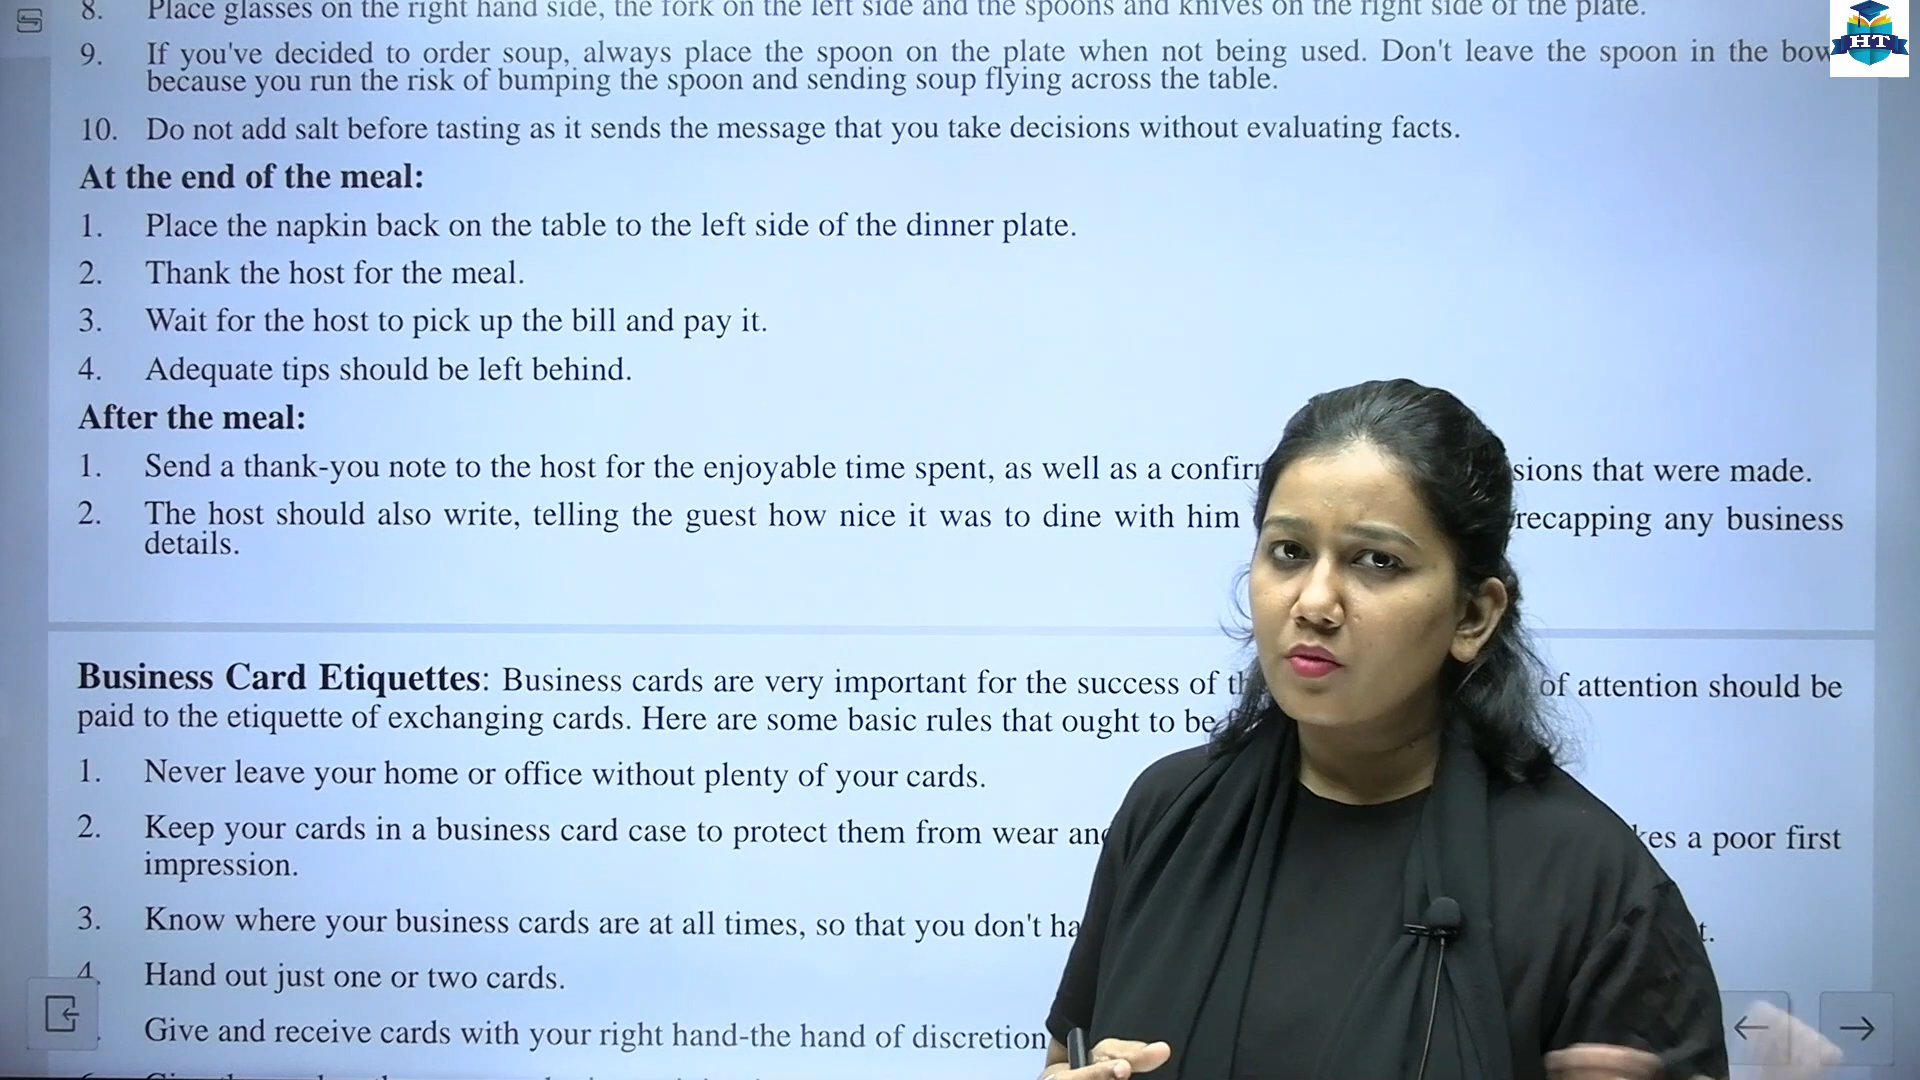 8. Place glasses on the right hand side, the fork on the left side and the spoons and knives on the right side of the plate.
9. If you've decided to order soup, always place the spoon on the plate when not being used. Don't leave the spoon in the bow
because you run the risk of bumping the spoon and sending soup flying across the table.
10. Do not add salt before tasting as it sends the message that you take decisions without evaluating facts.
At the end of the meal:
1. Place the napkin back on the table to the left side of the dinner plate.
2. Thank the host for the meal.
3. Wait for the host to pick up the bill and pay it.
4. Adequate tips should be left behind.
After the meal:
1. Send a thank-you note to the host for the enjoyable time spent, as well as a confir sions that were made.
2. The host should also write, telling the guest how nice it was to dine with him recapping any business
details.
Business Card Etiquettes: Business cards are very important for the success of of attention should be
paid to the etiquette of exchanging cards. Here are some basic rules that ought to be
1. Never leave your home or office without plenty of your cards.
2. Keep your cards in a business card case to protect them from wear an es a poor first
impression.
3. Know where your business cards are at all times, so that you don't ha t.
4. Hand out just one or two cards.
Give and receive cards with your right hand-the hand of discretion
HT